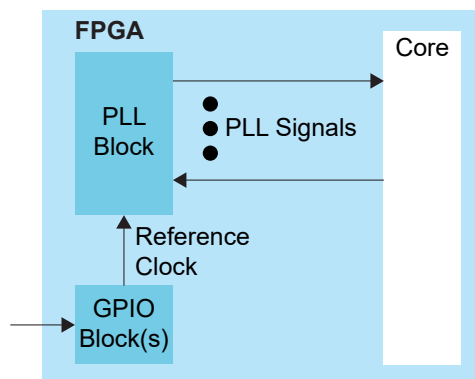 FPGA
Core
PLL
Block
PLL Signals
Reference
Clock
GPIO
Block(s)